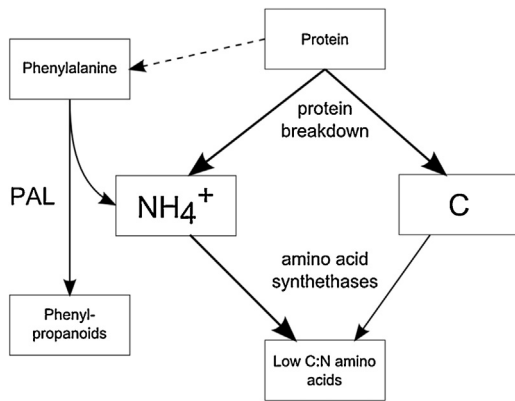 Protein
Phenylalanine
protein
breakdown
PAL
NH4+
C
amino acid
synthethases
Phenyl-
propanoids
Low C:N amino
acids